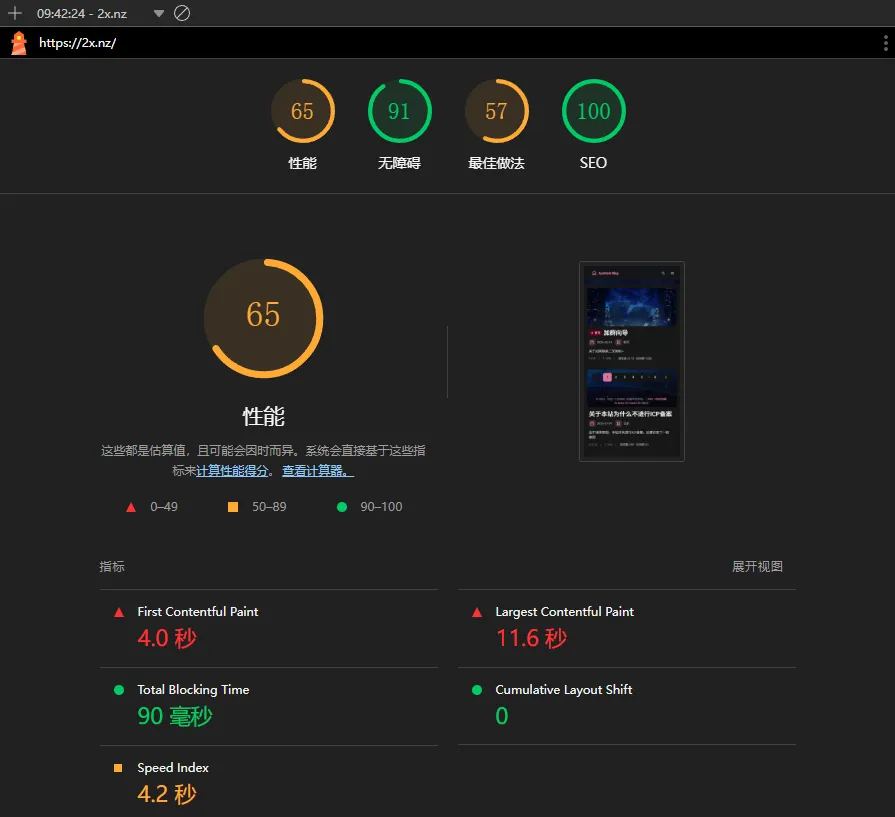 09:42:24 - 2x.nz
https://2x.nz/
65 91 57 100
性能 无障碍 最佳做法 SEO
65
性能
这些都是估算值，且可能会因时而异。系统会直接基于这些指
标来计算性能得分。 查看计算器。
0–49 50–89 90–100
关于本站为什么不进行ICP备案
指标 展开视图
First Contentful Paint
4.0 秒
Largest Contentful Paint
11.6 秒
Total Blocking Time
90 毫秒
Cumulative Layout Shift
0
Speed Index
4.2 秒